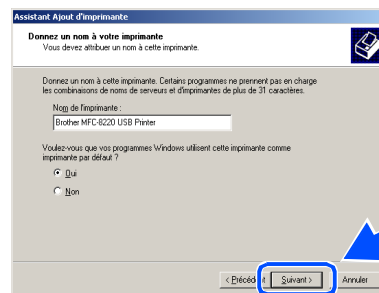 Assistant Ajout d'imprimante
Donnez un nom à votre imprimante
Vous devez attribuer un nom à cette imprimante.
Donnez un nom à cette imprimante. Certains programmes ne prennent pas en charge
les combinaisons de noms de serveurs et d'imprimantes de plus de 31 caractères.
Nom de l'imprimante :
Brother MFC-8220 USB Printer
Voulez-vous que vos programmes Windows utilisent cette imprimante comme
imprimante par défaut ?
Oui
Non
< Précédent
Suivant >
Annuler